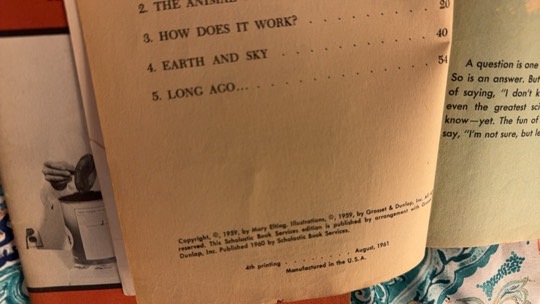 2. THE ANIMAL
20
3. HOW DOES IT WORK? . . . . . . . . 40
4. EARTH AND SKY . . . . . . . . . . 54
5. LONG AGO...
Copyright, ©, 1959, by Mary Elting. Illustrations, ©, 1959, by Grosset & Dunlap, Inc. All
reserved. This Scholastic Book Services edition is published by arrangement with
Dunlap, Inc. Published 1960 by Scholastic Book Services.
4th printing . . . . . . . . . . August, 1961
Manufactured in the U.S.A.
A question is one
So is an answer. But
of saying, "I don't k
even the greatest sci
know—yet. The fun of
say, "I'm not sure, but le